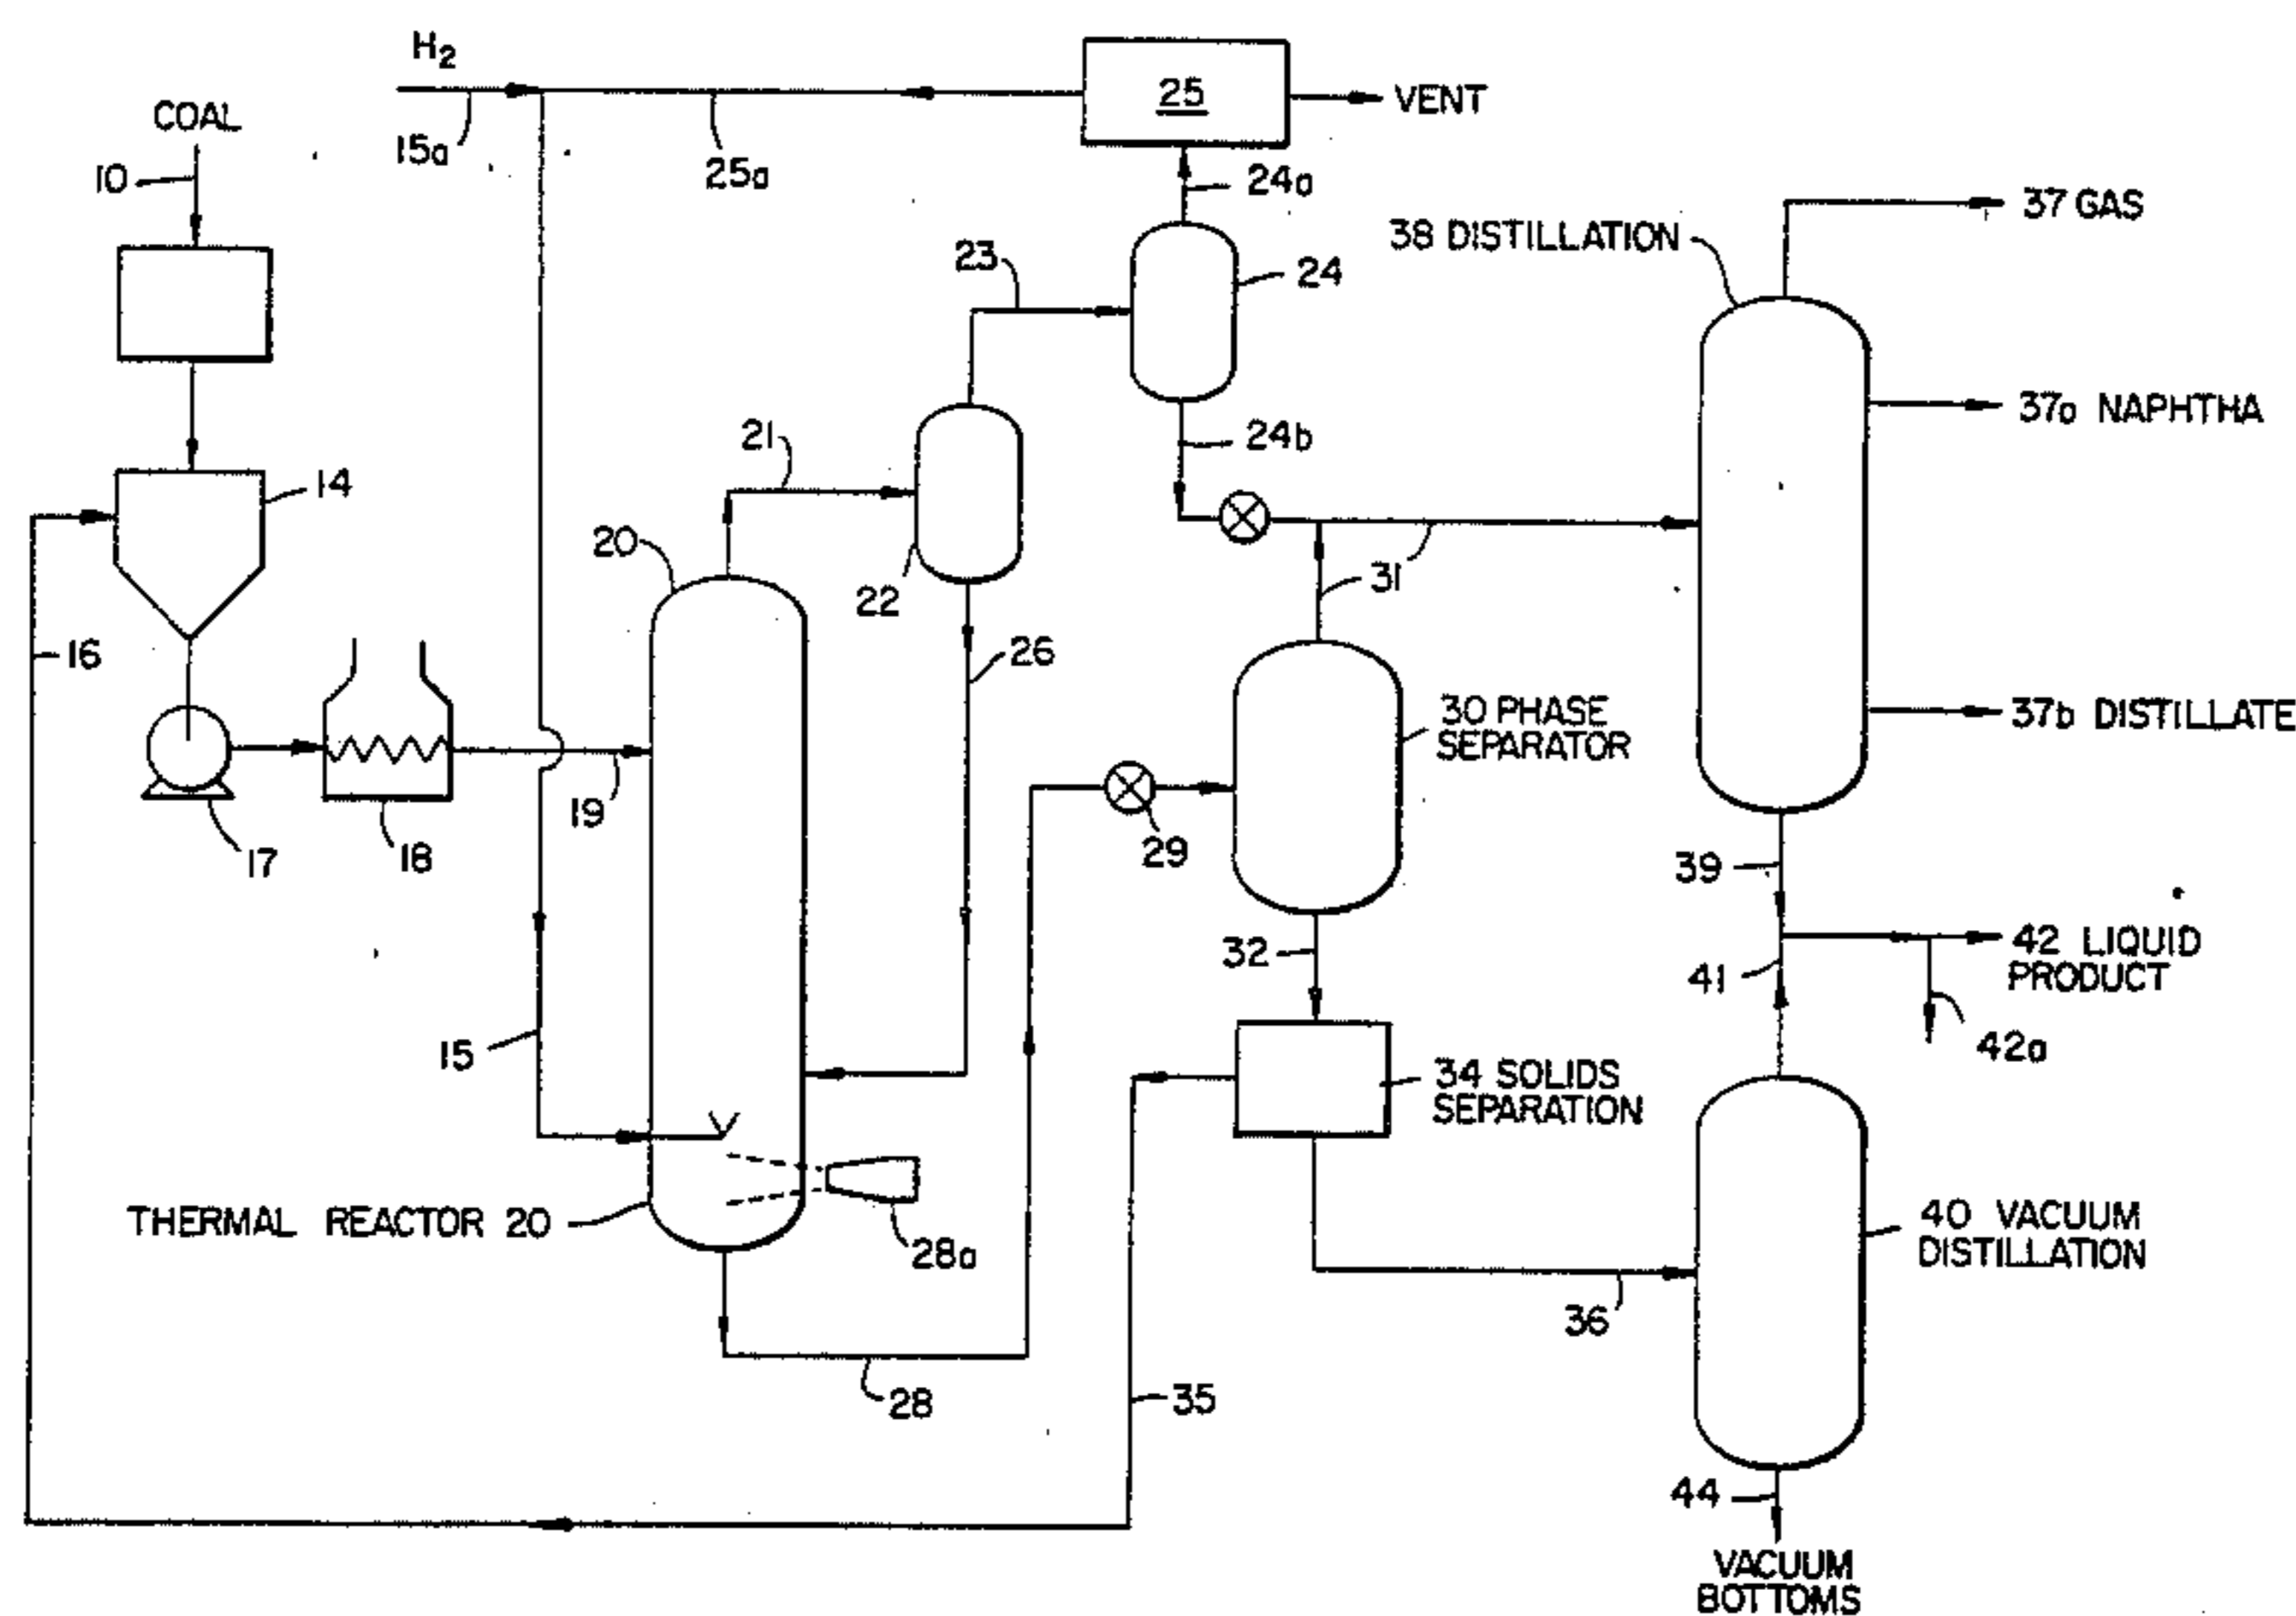 H2
25
VENT
COAL
15a
25a
24a
10
37 GAS
38 DISTILLATION
23
24
37a NAPHTHA
21
24b
14
20
31
22
16
26
30 PHASE
SEPARATOR
37b DISTILLATE
19
29
17
18
39
32
42 LIQUID
PRODUCT
41
15
42a
34 SOLIDS
SEPARATION
THERMAL REACTOR 20
28a
40 VACUUM
DISTILLATION
36
28
35
44
VACUUM
BOTTOMS